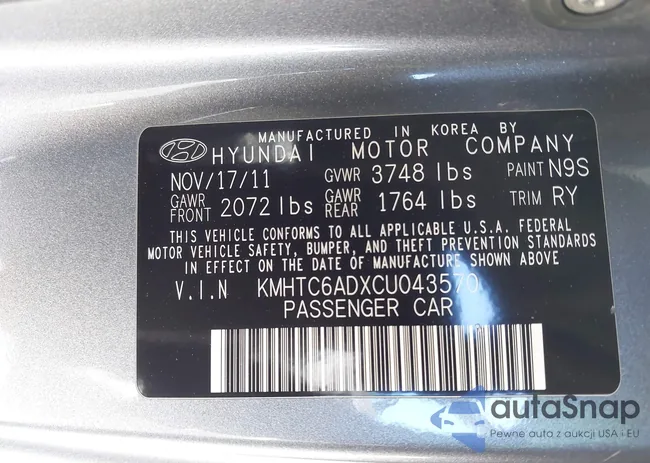 MANUFACTURED IN KOREA BY
HYUNDAI MOTOR COMPANY
NOV/17/11 GVWR 3748 lbs PAINT N9S
GAWR FRONT 2072 lbs GAWR REAR 1764 lbs TRIM RY
THIS VEHICLE CONFORMS TO ALL APPLICABLE U.S.A. FEDERAL
MOTOR VEHICLE SAFETY, BUMPER, AND THEFT PREVENTION STANDARDS
IN EFFECT ON THE DATE OF MANUFACTURE SHOWN ABOVE
V.I.N KMHTC6ADXCU043570
PASSENGER CAR
autaSnap
Pewne auta z aukcji USA i EU